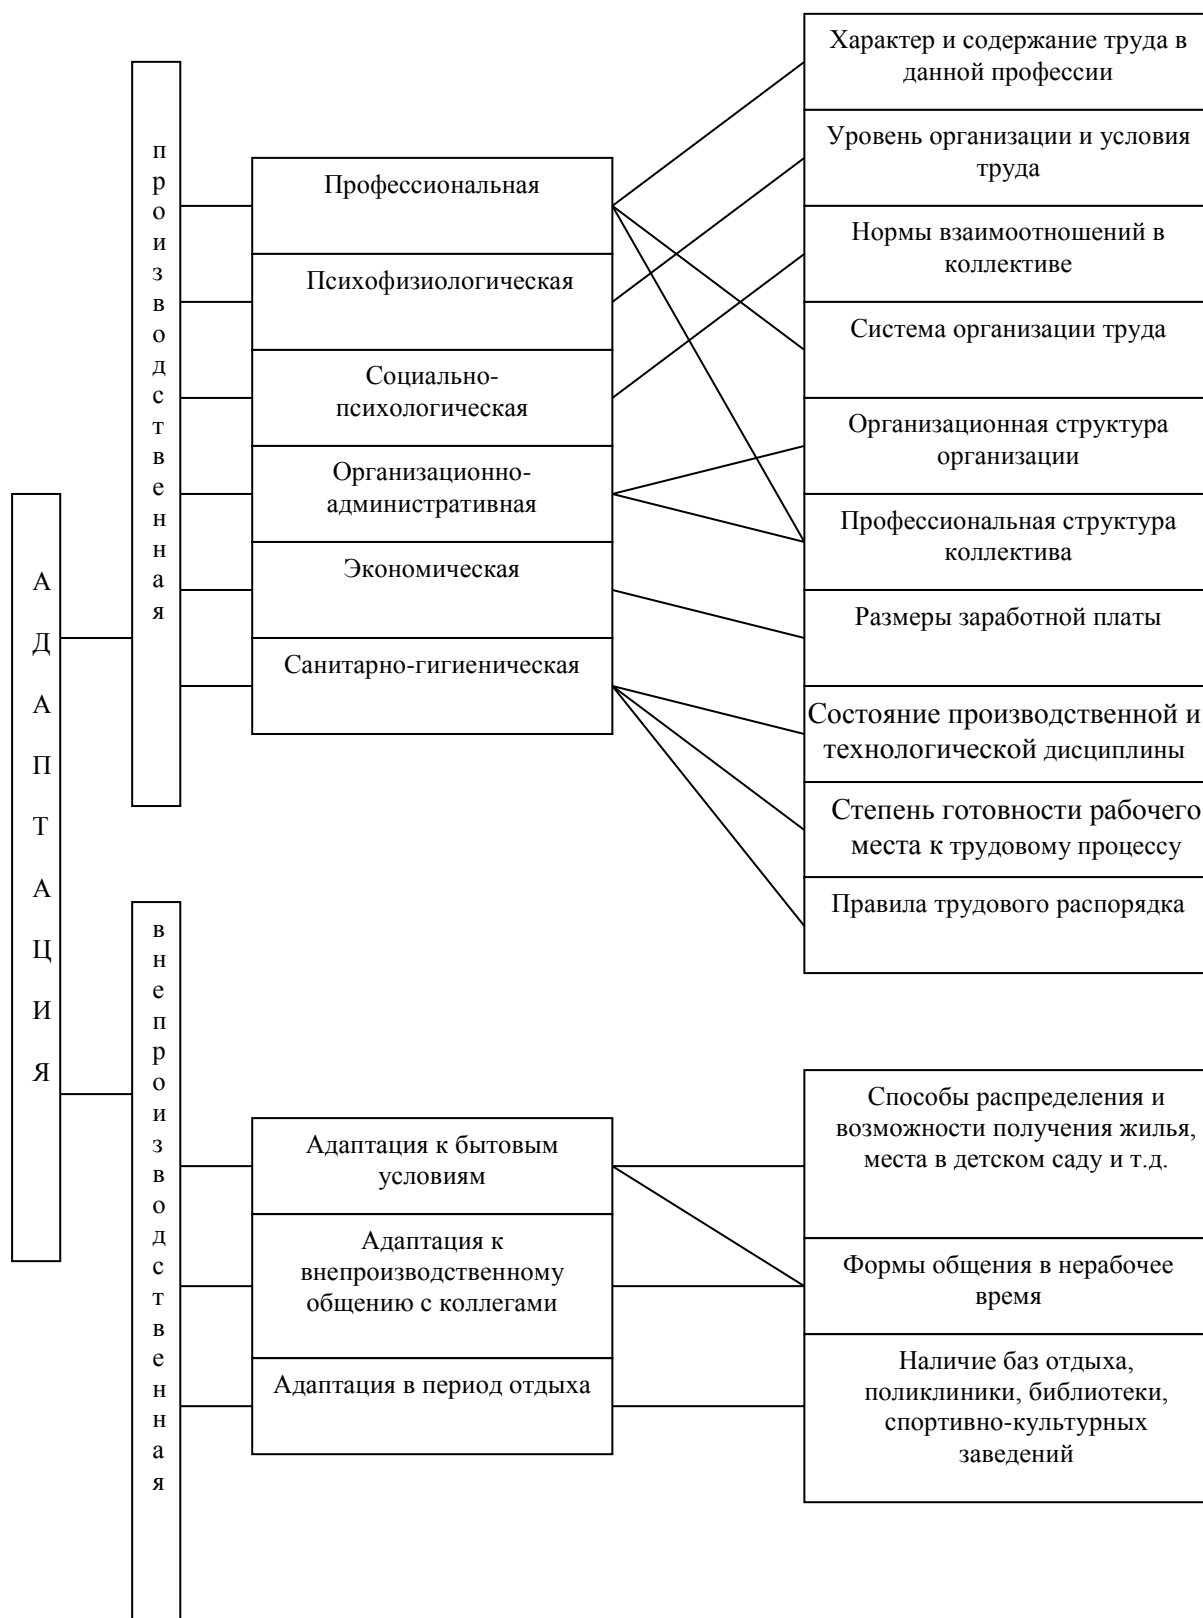 АДАПТАЦИЯ
производственная
Профессиональная
Психофизиологическая
Социально-
психологическая
Организационно-
административная
Экономическая
Санитарно-гигиеническая
Характер и содержание труда в
данной профессии
Уровень организации и условия
труда
Нормы взаимоотношений в
коллективе
Система организации труда
Организационная структура
организации
Профессиональная структура
коллектива
Размеры заработной платы
Состояние производственной и
технологической дисциплины
Степень готовности рабочего
места к трудовому процессу
Правила трудового распорядка
внепроизводственная
Адаптация к бытовым
условиям
Адаптация к
внепроизводственному
общению с коллегами
Адаптация в период отдыха
Способы распределения и
возможности получения жилья,
места в детском саду и т.д.
Формы общения в нерабочее
время
Наличие баз отдыха,
поликлиники, библиотеки,
спортивно-культурных
заведений